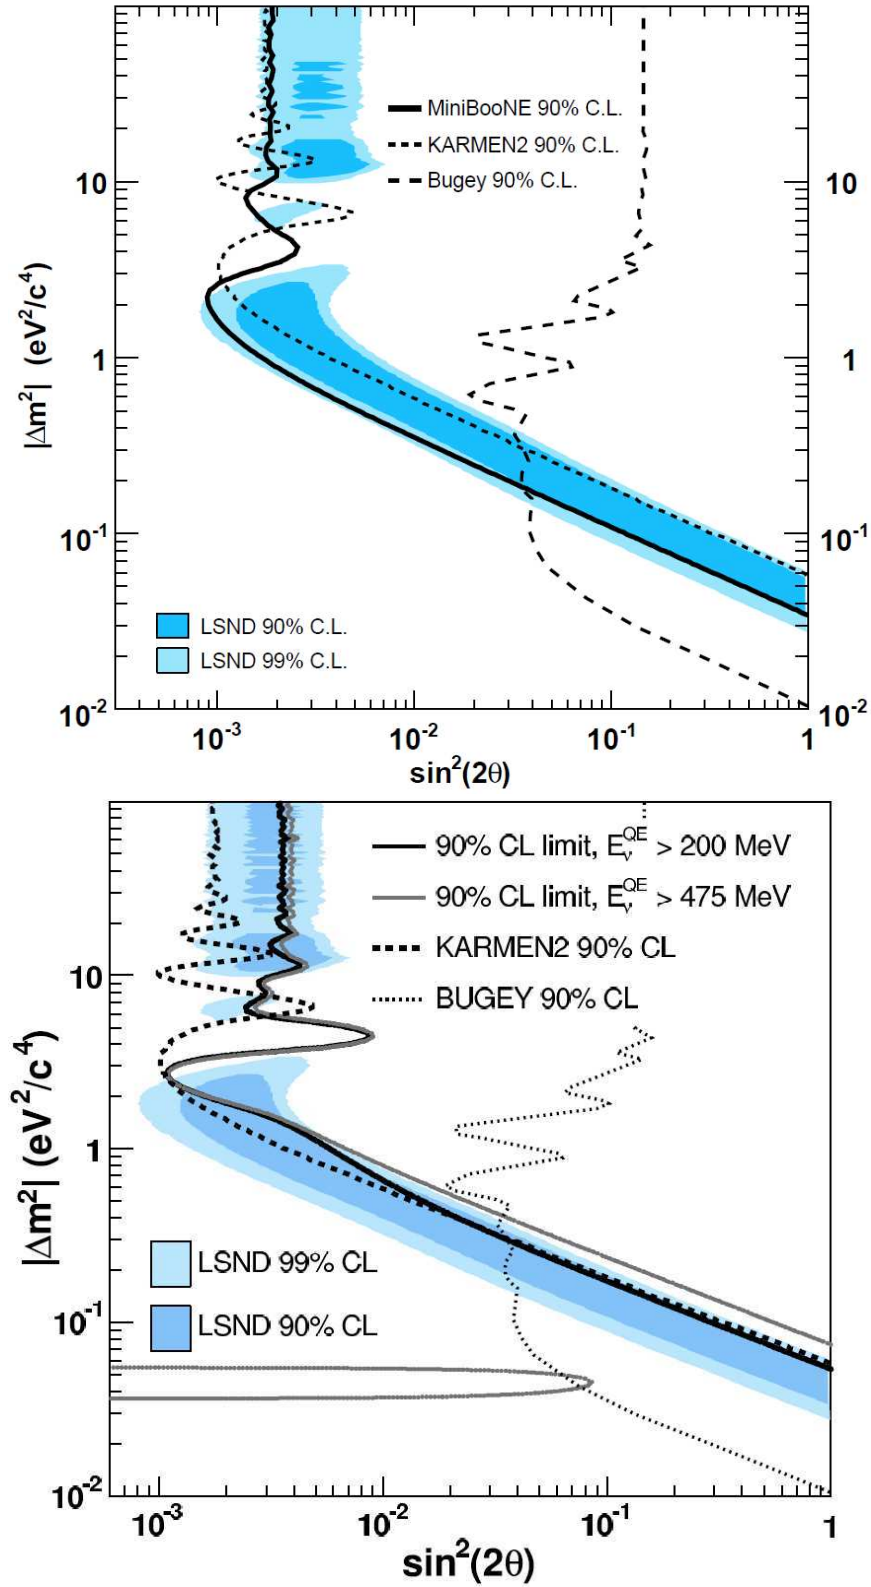 MiniBooNE 90% C.L.
KARMEN2 90% C.L.
Bugey 90% C.L.
10
10
|Δm²| (eV²/c⁴)
1
1
10⁻¹
10⁻¹
LSND 90% C.L.
LSND 99% C.L.
10⁻²
10⁻²
10⁻³ 10⁻² 10⁻¹ 1
sin²(2θ)
90% CL limit, E_ν^QE > 200 MeV
90% CL limit, E_ν^QE > 475 MeV
KARMEN2 90% CL
10
BUGEY 90% CL
|Δm²| (eV²/c⁴)
1
LSND 99% CL
10⁻¹
LSND 90% CL
10⁻²
10⁻³ 10⁻² 10⁻¹ 1
sin²(2θ)